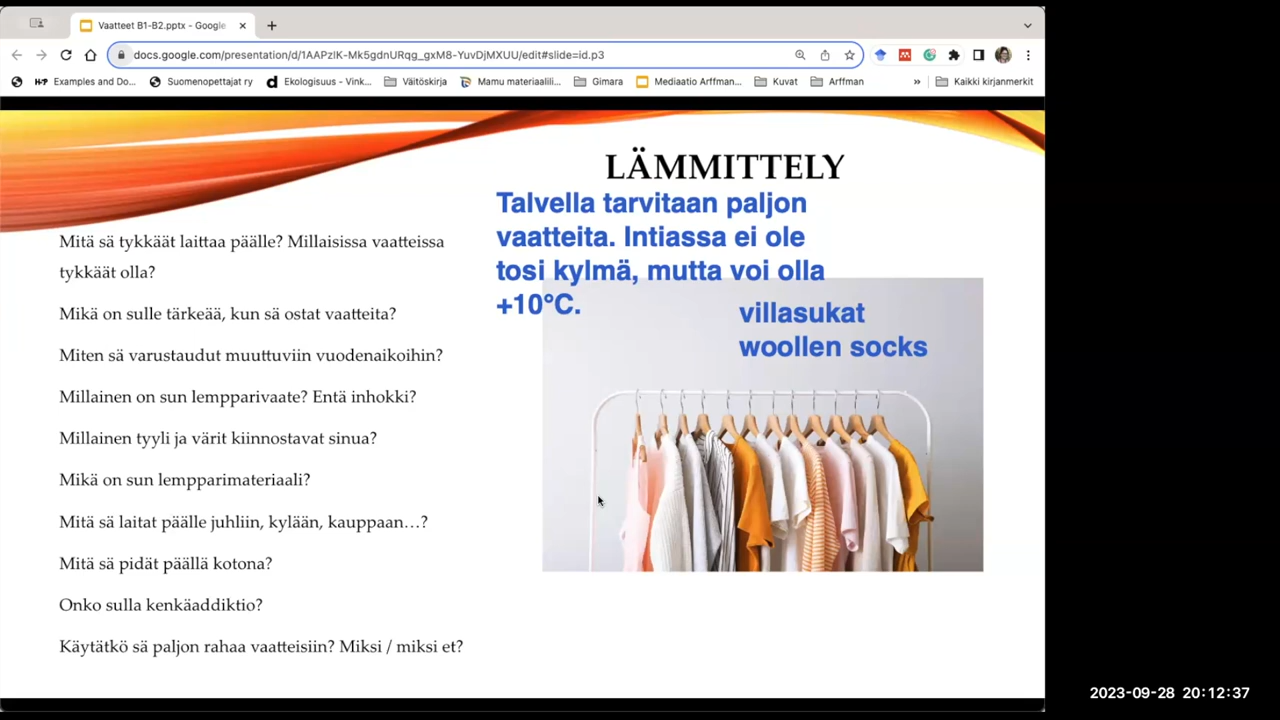 Vaatteet B1-B2.pptx - Google
docs.google.com/presentation/d/1AAPzIK-Mk5gdnURqg_gxM8-YuvDjMXUU/edit#slide=id.p3
Examples and Do...
Suomenopettajat ry
Ekologisuus - Vink...
Väitöskirja
Mamu materiaalili...
Gimara
Mediaatio Arffman...
Kuvat
Arffman
»
Kaikki kirjanmerkit
LÄMMITTELY
Talvella tarvitaan paljon
vaatteita. Intiassa ei ole
tosi kylmä, mutta voi olla
+10°C.
villasukat
woollen socks
Mitä sä tykkäät laittaa päälle? Millaisissa vaatteissa
tykkäät olla?
Mikä on sulle tärkeää, kun sä ostat vaatteita?
Miten sä varustaudut muuttuviin vuodenaikoihin?
Millainen on sun lempparivaate? Entä inhokki?
Millainen tyyli ja värit kiinnostavat sinua?
Mikä on sun lempparimateriaali?
Mitä sä laitat päälle juhliin, kylään, kauppaan…?
Mitä sä pidät päällä kotona?
Onko sulla kenkäaddiktio?
Käytätkö sä paljon rahaa vaatteisiin? Miksi / miksi et?
2023-09-28 20:12:37